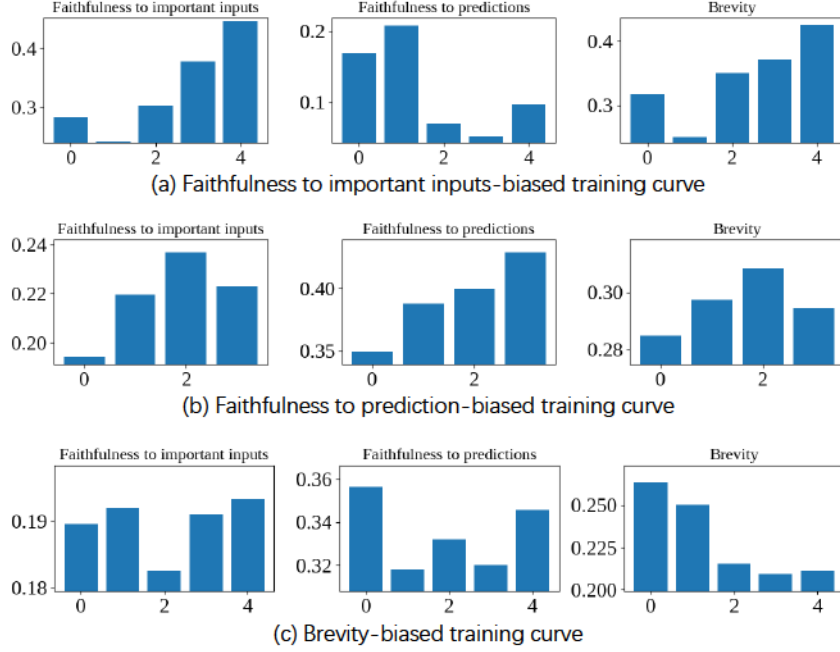 Faithfulness to important inputs Faithfulness to predictions Brevity
0.4 0.2 0.4
0.3 0.1 0.3
0 2 4 0 2 4 0 2 4
(a) Faithfulness to important inputs-biased training curve
Faithfulness to important inputs Faithfulness to predictions Brevity
0.24 0.40 0.30
0.22 0.35 0.28
0.20
0 2 0 2 0 2
(b) Faithfulness to prediction-biased training curve
Faithfulness to important inputs Faithfulness to predictions Brevity
0.19 0.36 0.250
0.18 0.34 0.225
0.32 0.200
0 2 4 0 2 4 0 2 4
(c) Brevity-biased training curve